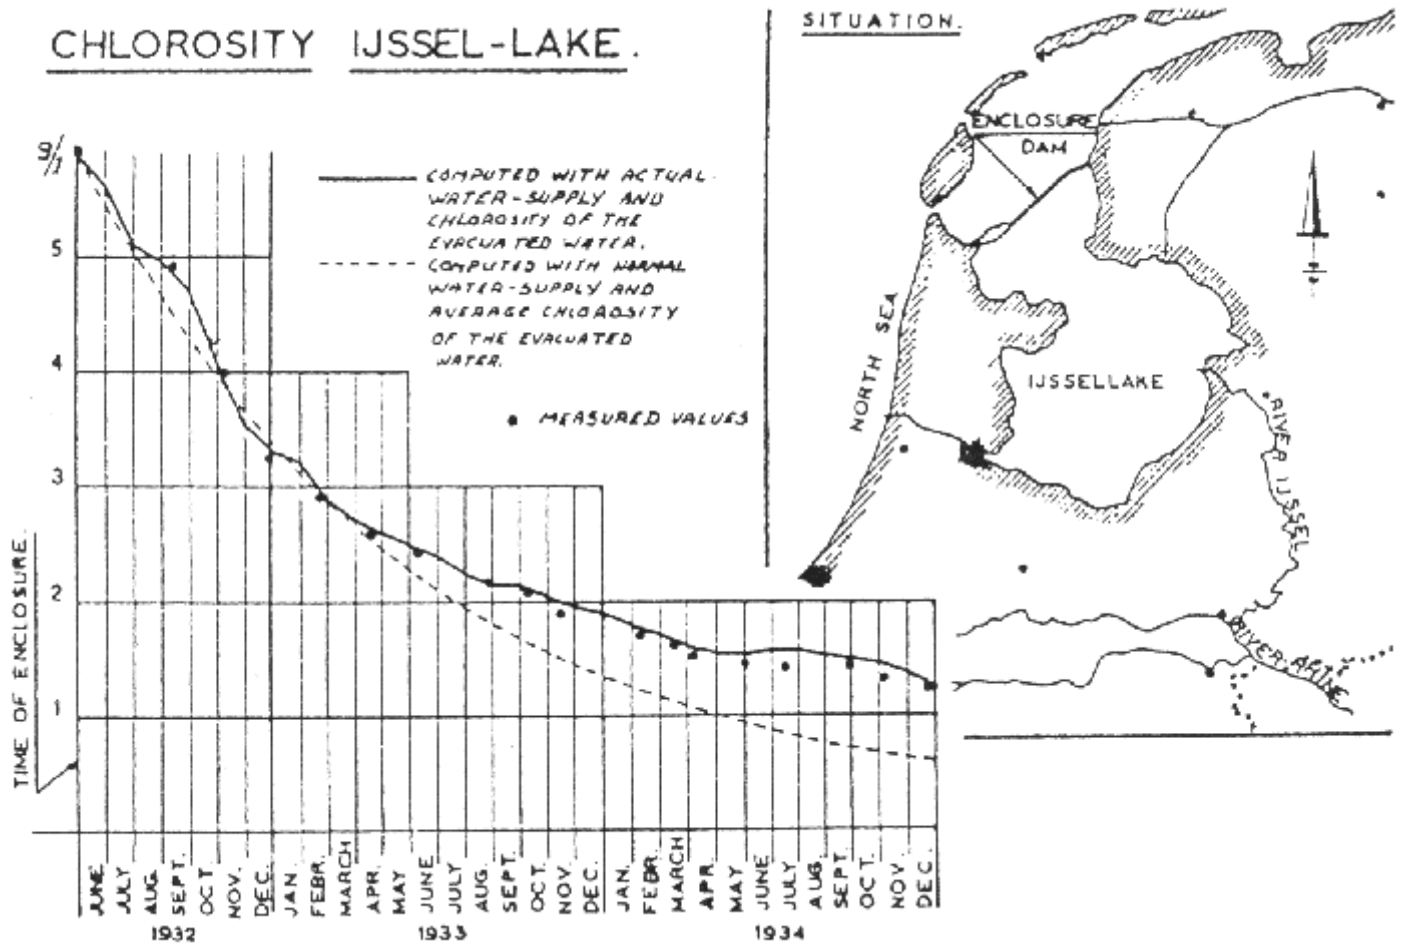 CHLOROSITY IJSSEL-LAKE.
g/l
5
4
3
2
1
TIME OF ENCLOSURE.
COMPUTED WITH ACTUAL
WATER-SUPPLY AND
CHLOROSITY OF THE
EVACUATED WATER.
COMPUTED WITH NORMAL
WATER-SUPPLY AND
AVERAGE CHLOROSITY
OF THE EVACUATED
WATER.
MEASURED VALUES
JUNE JULY AUG. SEPT. OCT. NOV. DEC. JAN. FEBR. MARCH APR. MAY JUNE JULY AUG. SEPT. OCT. NOV. DEC. JAN. FEBR. MARCH APR. MAY JUNE JULY AUG. SEPT. OCT. NOV. DEC.
1932 1933 1934
SITUATION.
ENCLOSURE
DAM
NORTH SEA
IJSSELLAKE
RIVER IJSSEL
RIVER